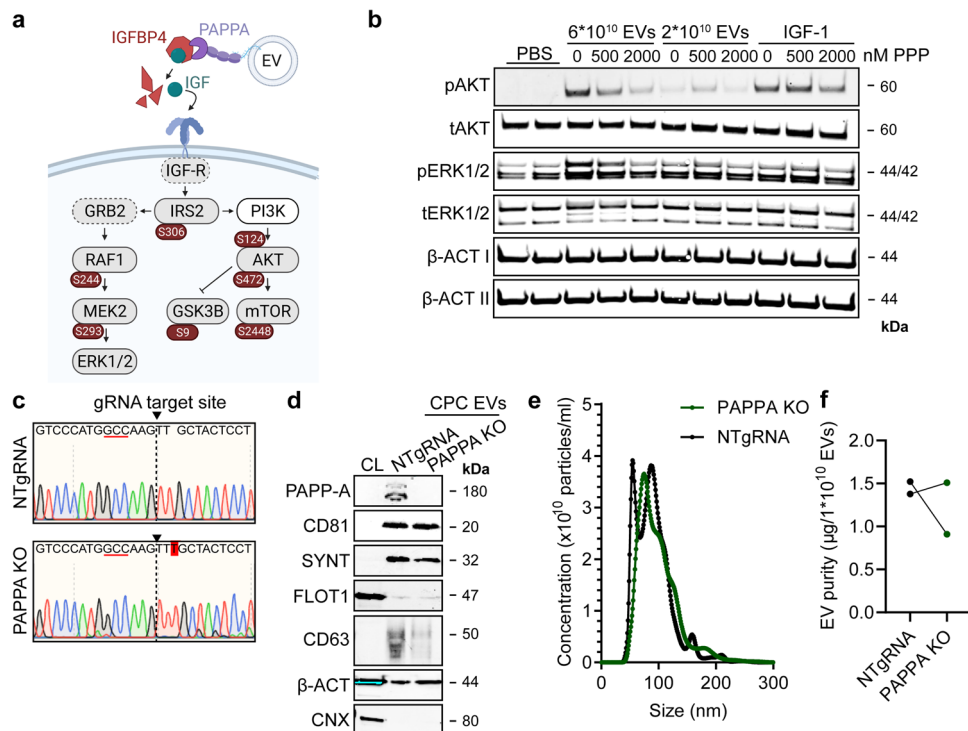 a
IGFBP4
PAPPA
EV
IGF
IGF-R
GRB2
IRS2
PI3K
S306
S124
RAF1
AKT
S244
S472
MEK2
GSK3B
mTOR
S293
S9
S2448
ERK1/2
b
6*10¹⁰ EVs 2*10¹⁰ EVs IGF-1
PBS 0 500 2000 0 500 2000 0 500 2000 nM PPP
pAKT 60
tAKT 60
pERK1/2 44/42
tERK1/2 44/42
β-ACT I 44
β-ACT II 44
kDa
c
gRNA target site
NTgRNA
GTCCCATGGCCAAGTT GCTACTCCT
PAPPA KO
GTCCCATGGCCAAGTTTGCTACTCCT
d
CPC EVs
CL NTgRNA PAPPA KO kDa
PAPP-A 180
CD81 20
SYNT 32
FLOT1 47
CD63 50
β-ACT 44
CNX 80
e
PAPPA KO
NTgRNA
Concentration (x10¹⁰ particles/ml)
5
4
3
2
1
0
0 100 200 300
Size (nm)
f
EV purity (µg/1*10¹⁰ EVs)
2.0
1.5
1.0
0.5
0.0
NTgRNA
PAPPA KO